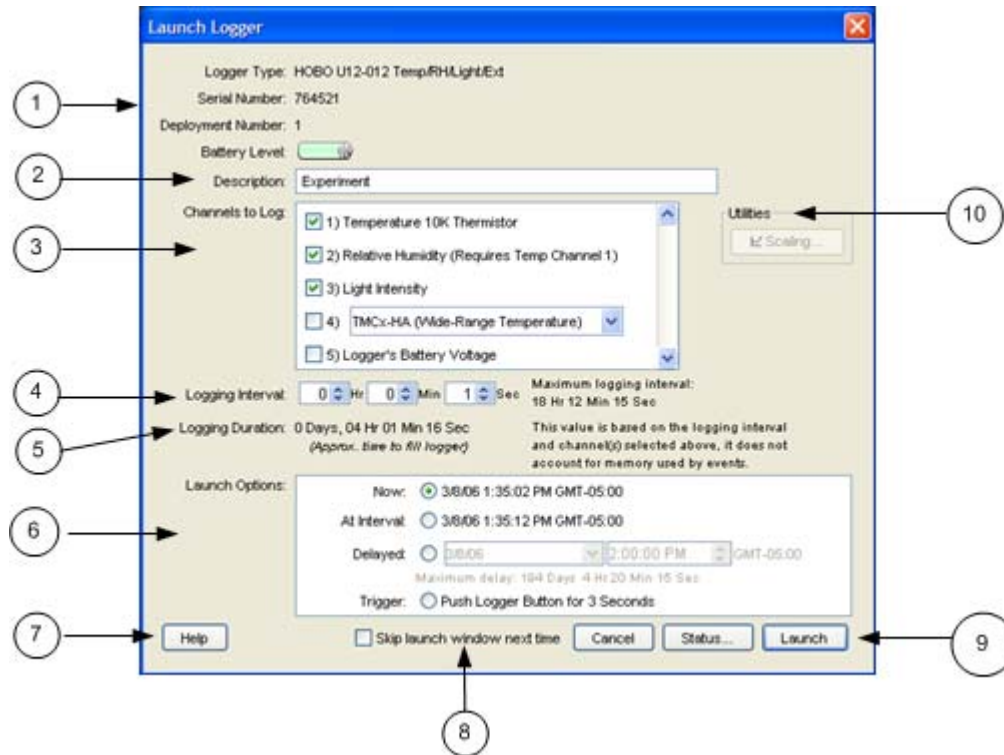 Launch Logger
Logger Type: HOBO U12-012 Temp/RH/Light/Ext
1
Serial Number: 764521
Deployment Number: 1
Battery Level:
2
Description: Experiment
Channels to Log:
3
1) Temperature 10K Thermistor
2) Relative Humidity (Requires Temp Channel 1)
3) Light Intensity
4) TMCx-HA (Wide-Range Temperature)
5) Logger's Battery Voltage
Utilities
Scaling...
10
4
Logging Interval: 0 Hr 0 Min 1 Sec
Maximum logging interval:
18 Hr 12 Min 15 Sec
5
Logging Duration: 0 Days, 04 Hr 01 Min 16 Sec
(Approx. time to fill logger)
This value is based on the logging interval
and channel(s) selected above, it does not
account for memory used by events.
6
Launch Options:
Now: 3/8/06 1:35:02 PM GMT-05:00
At Interval: 3/8/06 1:35:12 PM GMT-05:00
Delayed: 3/8/06 2:00:00 PM GMT-05:00
Maximum delay: 194 Days 4 Hr 20 Min 15 Sec
Trigger: Push Logger Button for 3 Seconds
7
Help
Skip launch window next time
Cancel
Status...
Launch
9
8